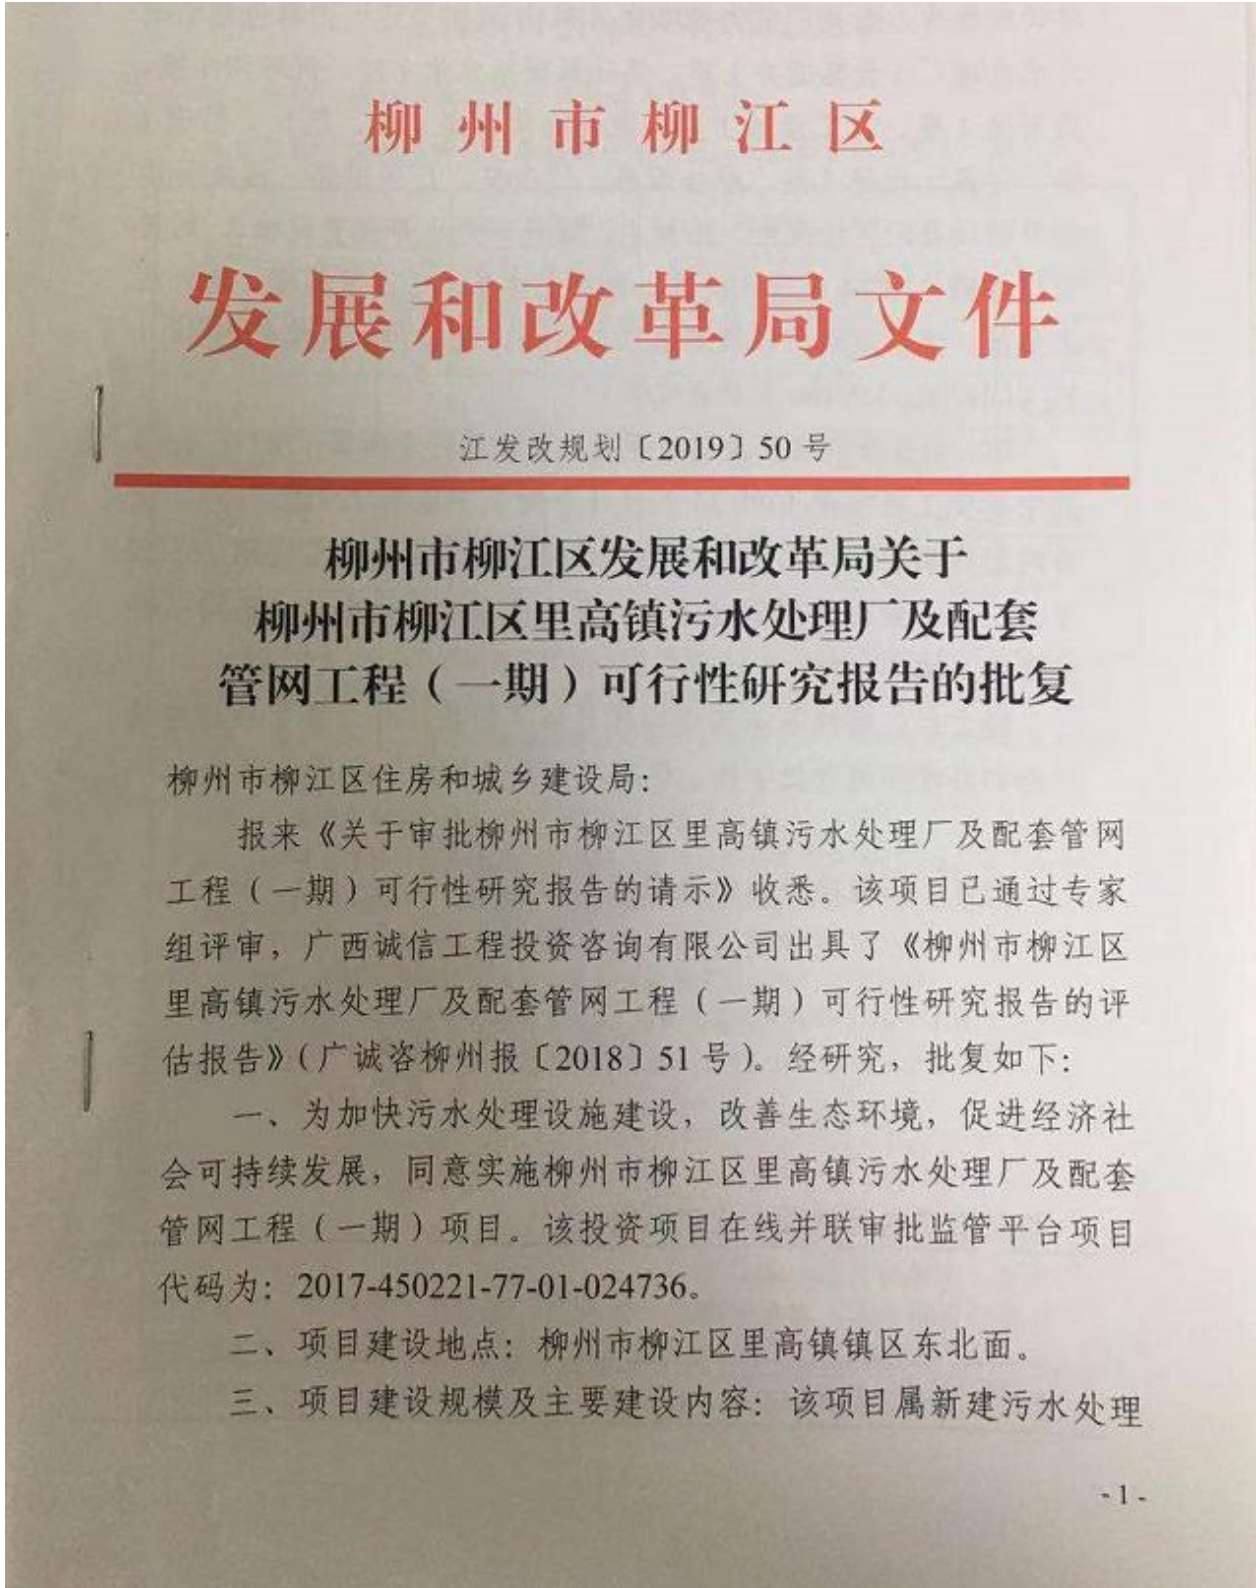 柳州市柳江区
发展和改革局文件
江发改规划〔2019〕50号
柳州市柳江区发展和改革局关于
柳州市柳江区里高镇污水处理厂及配套
管网工程（一期）可行性研究报告的批复
柳州市柳江区住房和城乡建设局：
报来《关于审批柳州市柳江区里高镇污水处理厂及配套管网
工程（一期）可行性研究报告的请示》收悉。该项目已通过专家
组评审，广西诚信工程投资咨询有限公司出具了《柳州市柳江区
里高镇污水处理厂及配套管网工程（一期）可行性研究报告的评
估报告》（广诚咨柳州报〔2018〕51号）。经研究，批复如下：
一、为加快污水处理设施建设，改善生态环境，促进经济社
会可持续发展，同意实施柳州市柳江区里高镇污水处理厂及配套
管网工程（一期）项目。该投资项目在线并联审批监管平台项目
代码为：2017-450221-77-01-024736。
二、项目建设地点：柳州市柳江区里高镇镇区东北面。
三、项目建设规模及主要建设内容：该项目属新建污水处理
- 1 -